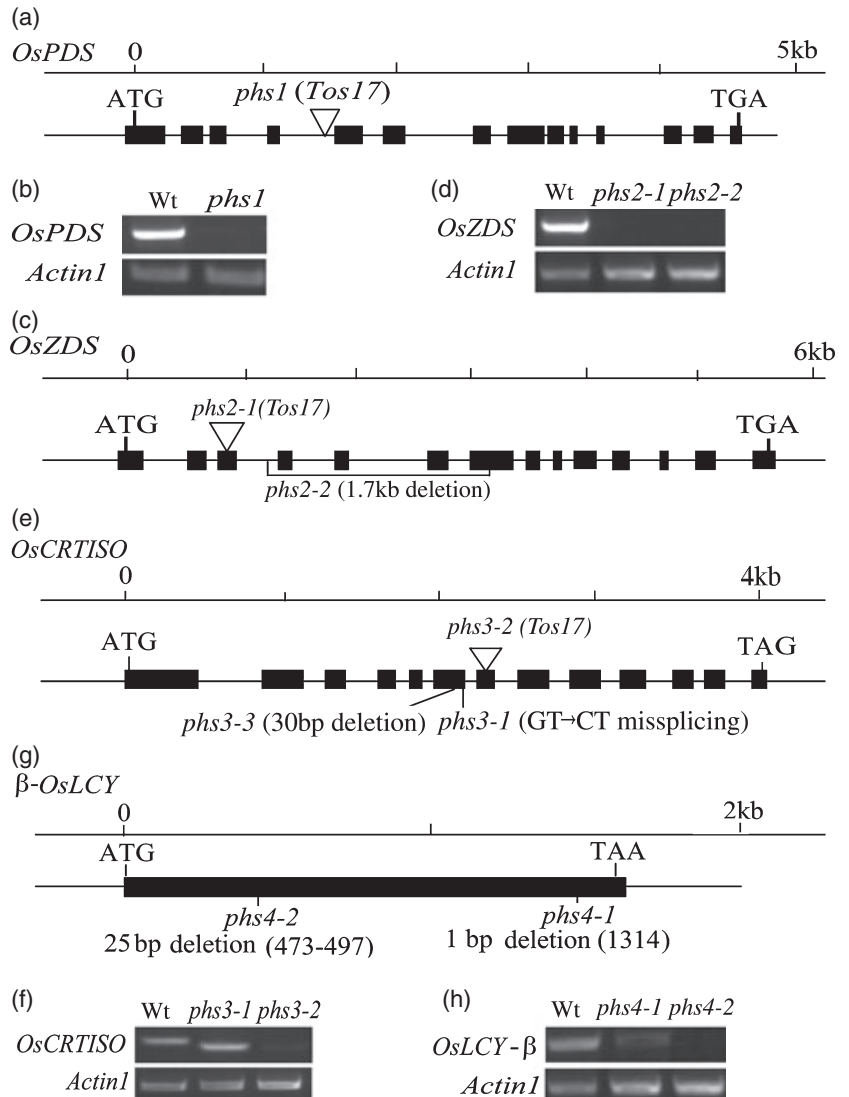 (a)
OsPDS 0 5kb
ATG phs1 (Tos17) TGA
(b)
Wt phs1
OsPDS
Actin1
(d)
Wt phs2-1 phs2-2
OsZDS
Actin1
(c)
OsZDS 0 6kb
ATG phs2-1(Tos17) TGA
phs2-2 (1.7kb deletion)
(e)
OsCRTISO
0 4kb
ATG phs3-2 (Tos17) TAG
phs3-3 (30bp deletion) phs3-1 (GT→CT missplicing)
(g)
β-OsLCY
0 2kb
ATG TAA
phs4-2 phs4-1
25 bp deletion (473-497) 1 bp deletion (1314)
(f)
Wt phs3-1 phs3-2
OsCRTISO
Actin1
(h)
Wt phs4-1 phs4-2
OsLCY-β
Actin1